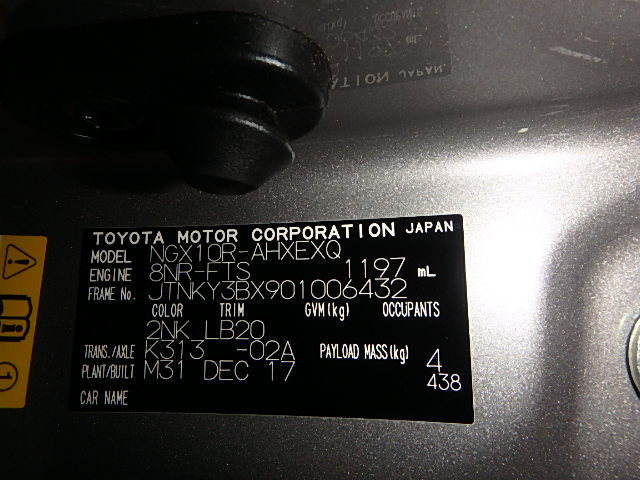 TOYOTA MOTOR CORPORATION JAPAN
MODEL NGX10R-AHXEXQ
ENGINE 8NR-FTS 1197 mL
FRAME No. JTNKY3BX901006432
COLOR TRIM GVM(kg) OCCUPANTS
2NK LB20
TRANS./AXLE K313 -02A PAYLOAD MASS(kg) 4
PLANT/BUILT M31 DEC 17 438
CAR NAME
1